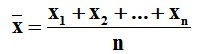 x̄ = (x₁ + x₂ + ... + xₙ) / n